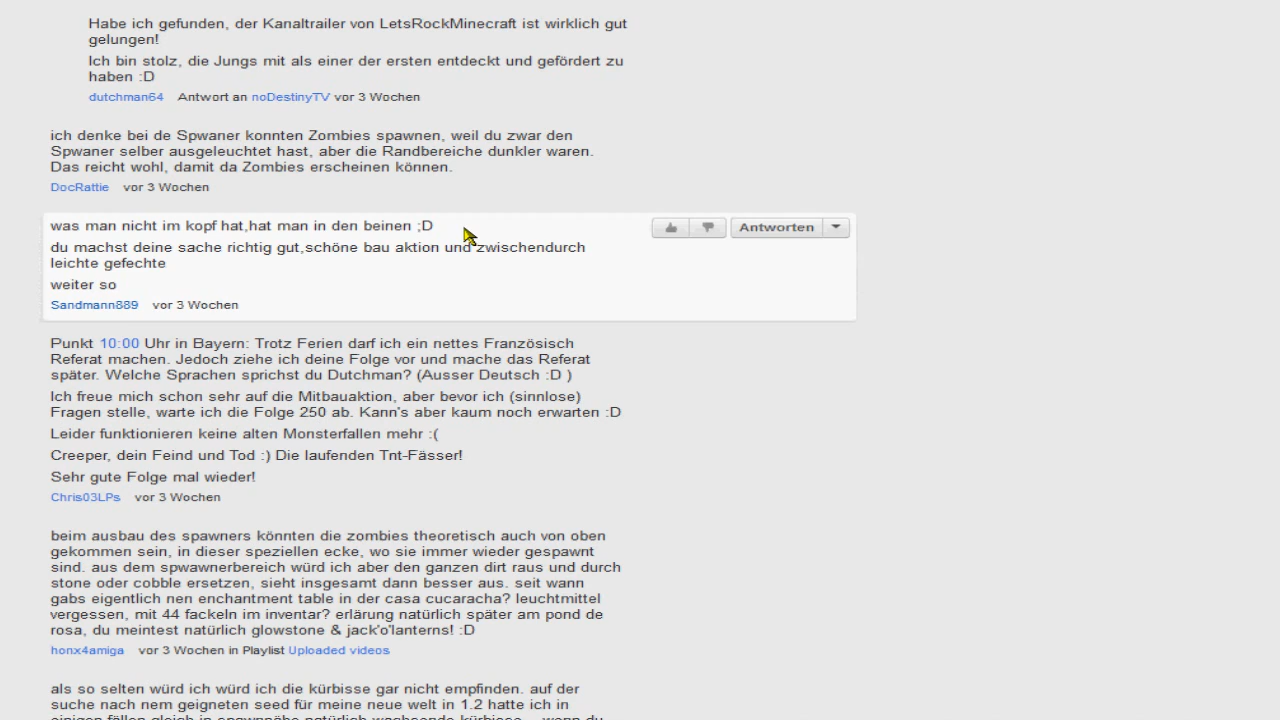 Habe ich gefunden, der Kanaltrailer von LetsRockMinecraft ist wirklich gut
gelungen!
Ich bin stolz, die Jungs mit als einer der ersten entdeckt und gefördert zu
haben :D
dutchman64 Antwort an noDestinyTV vor 3 Wochen
ich denke bei de Spwaner konnten Zombies spawnen, weil du zwar den
Spwaner selber ausgeleuchtet hast, aber die Randbereiche dunkler waren.
Das reicht wohl, damit da Zombies erscheinen können.
DocRattie vor 3 Wochen
was man nicht im kopf hat,hat man in den beinen ;D
Antworten
du machst deine sache richtig gut,schöne bau aktion und zwischendurch
leichte gefechte
weiter so
Sandmann889 vor 3 Wochen
Punkt 10:00 Uhr in Bayern: Trotz Ferien darf ich ein nettes Französisch
Referat machen. Jedoch ziehe ich deine Folge vor und mache das Referat
später. Welche Sprachen sprichst du Dutchman? (Ausser Deutsch :D )
Ich freue mich schon sehr auf die Mitbauaktion, aber bevor ich (sinnlose)
Fragen stelle, warte ich die Folge 250 ab. Kann's aber kaum noch erwarten :D
Leider funktionieren keine alten Monsterfallen mehr :(
Creeper, dein Feind und Tod :) Die laufenden Tnt-Fässer!
Sehr gute Folge mal wieder!
Chris03LPs vor 3 Wochen
beim ausbau des spawners könnten die zombies theoretisch auch von oben
gekommen sein, in dieser speziellen ecke, wo sie immer wieder gespawnt
sind. aus dem spwawnerbereich würd ich aber den ganzen dirt raus und durch
stone oder cobble ersetzen, sieht insgesamt dann besser aus. seit wann
gabs eigentlich nen enchantment table in der casa cucaracha? leuchtmittel
vergessen, mit 44 fackeln im inventar? erlärung natürlich später am pond de
rosa, du meintest natürlich glowstone & jack'o'lanterns! :D
honx4amiga vor 3 Wochen in Playlist Uploaded videos
als so selten würd ich würd ich die kürbisse gar nicht empfinden. auf der
suche nach nem geigneten seed für meine neue welt in 1.2 hatte ich in
einigen fällen gleich in spawnnähe natürlich wachsende kürbisse... wenn du